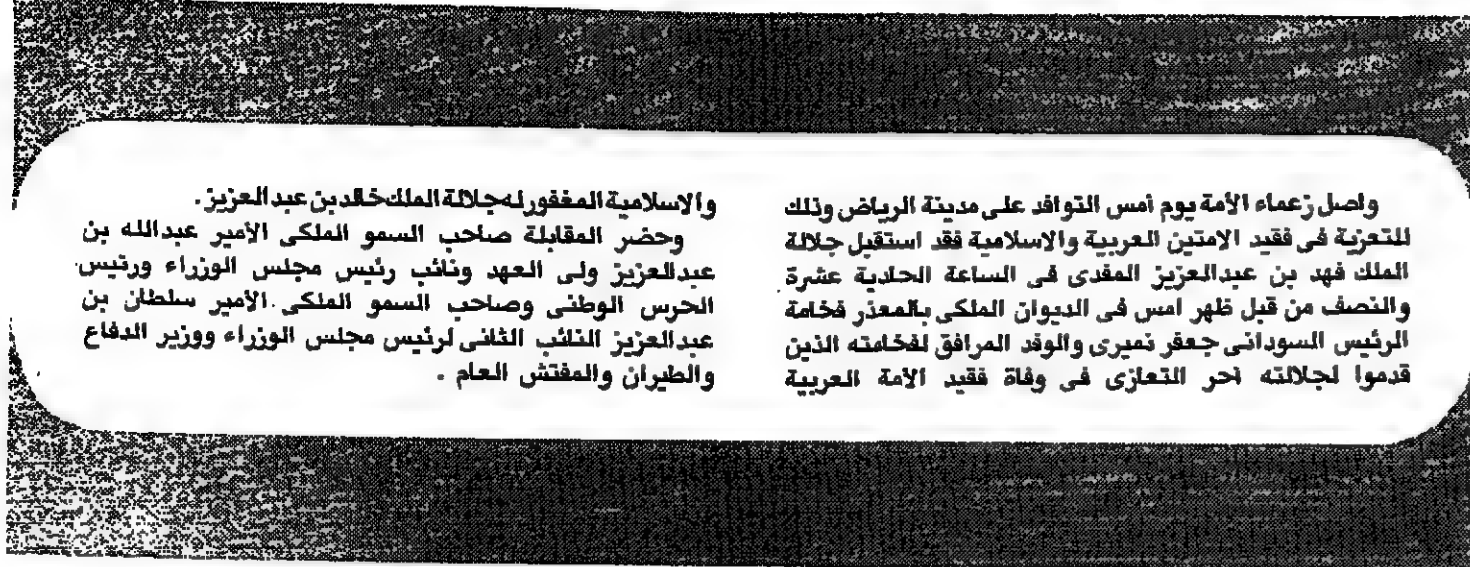 واصل زعماء الأمة يوم أمس التوافد على مدينة الرياض وذلك
للتعزية فى فقيد الامتين العربية والاسلامية فقد استقبل جلالة
الملك فهد بن عبدالعزيز المفدى فى الساعة الحادية عشرة
والنصف من قبل ظهر امس فى الديوان الملكى بالمعذر فخامة
الرئيس السودانى جعفر نميرى والوفد المرافق لفخامته الذين
قدموا لجلالته أحر التعازى فى وفاة فقيد الأمة العربية
والاسلامية المغفور له جلالة الملك خالد بن عبد العزيز .
وحضر المقابلة صاحب السمو الملكى الأمير عبدالله بن
عبدالعزيز ولى العهد ونائب رئيس مجلس الوزراء ورئيس
الحرس الوطنى وصاحب السمو الملكى الأمير سلطان بن
عبدالعزيز النائب الثانى لرئيس مجلس الوزراء ووزير الدفاع
والطيران والمفتش العام .